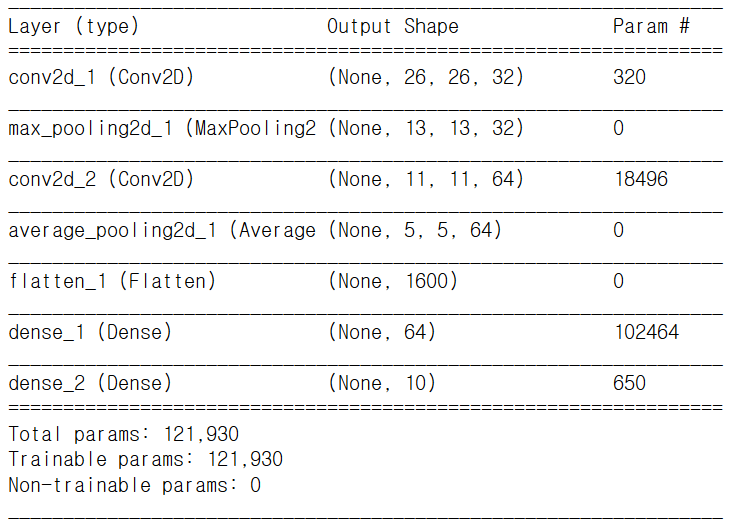 _________________________________________________________________
Layer (type)                 Output Shape              Param #
=================================================================
conv2d_1 (Conv2D)            (None, 26, 26, 32)        320
_________________________________________________________________
max_pooling2d_1 (MaxPooling2 (None, 13, 13, 32)        0
_________________________________________________________________
conv2d_2 (Conv2D)            (None, 11, 11, 64)        18496
_________________________________________________________________
average_pooling2d_1 (Average (None, 5, 5, 64)          0
_________________________________________________________________
flatten_1 (Flatten)          (None, 1600)              0
_________________________________________________________________
dense_1 (Dense)              (None, 64)                102464
_________________________________________________________________
dense_2 (Dense)              (None, 10)                650
=================================================================
Total params: 121,930
Trainable params: 121,930
Non-trainable params: 0
_________________________________________________________________